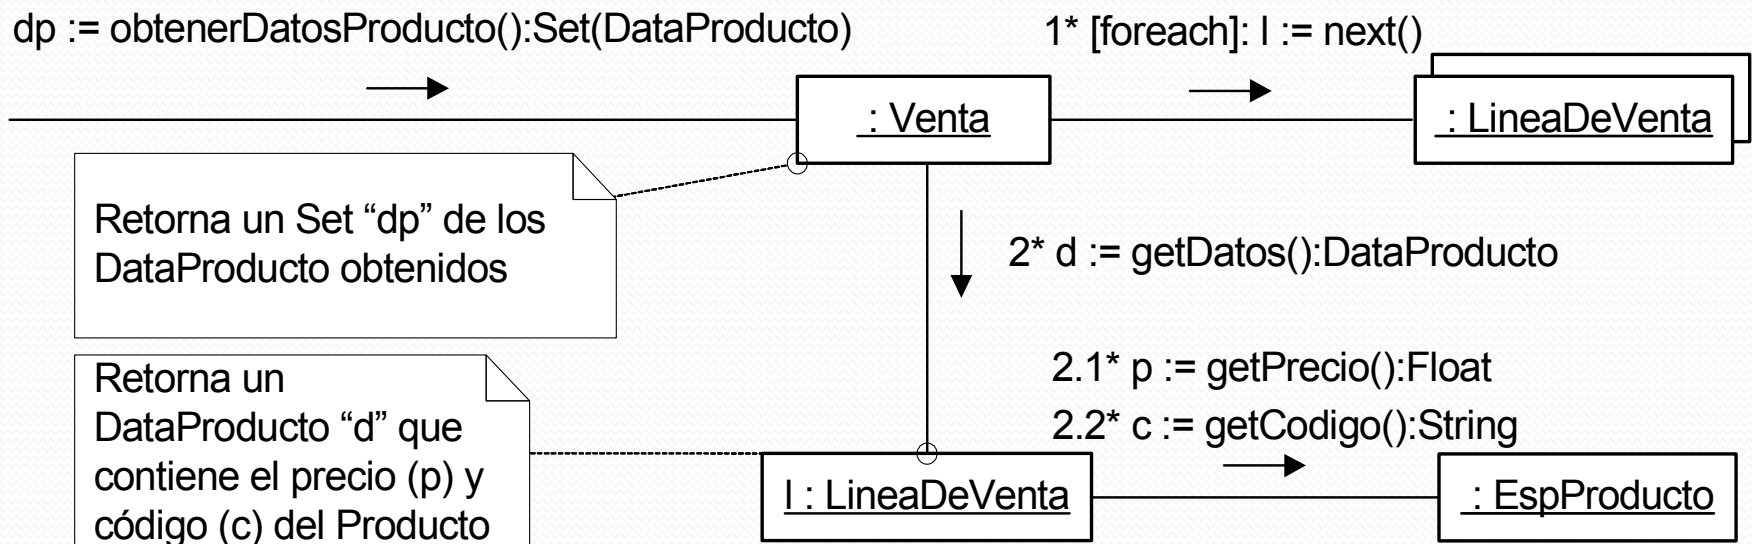 dp := obtenerDatosProducto():Set(DataProducto)
1* [foreach]: l := next()
: Venta
: LineaDeVenta
Retorna un Set “dp” de los
DataProducto obtenidos
2* d := getDatos():DataProducto
Retorna un
DataProducto “d” que
contiene el precio (p) y
código (c) del Producto
2.1* p := getPrecio():Float
2.2* c := getCodigo():String
l : LineaDeVenta
: EspProducto